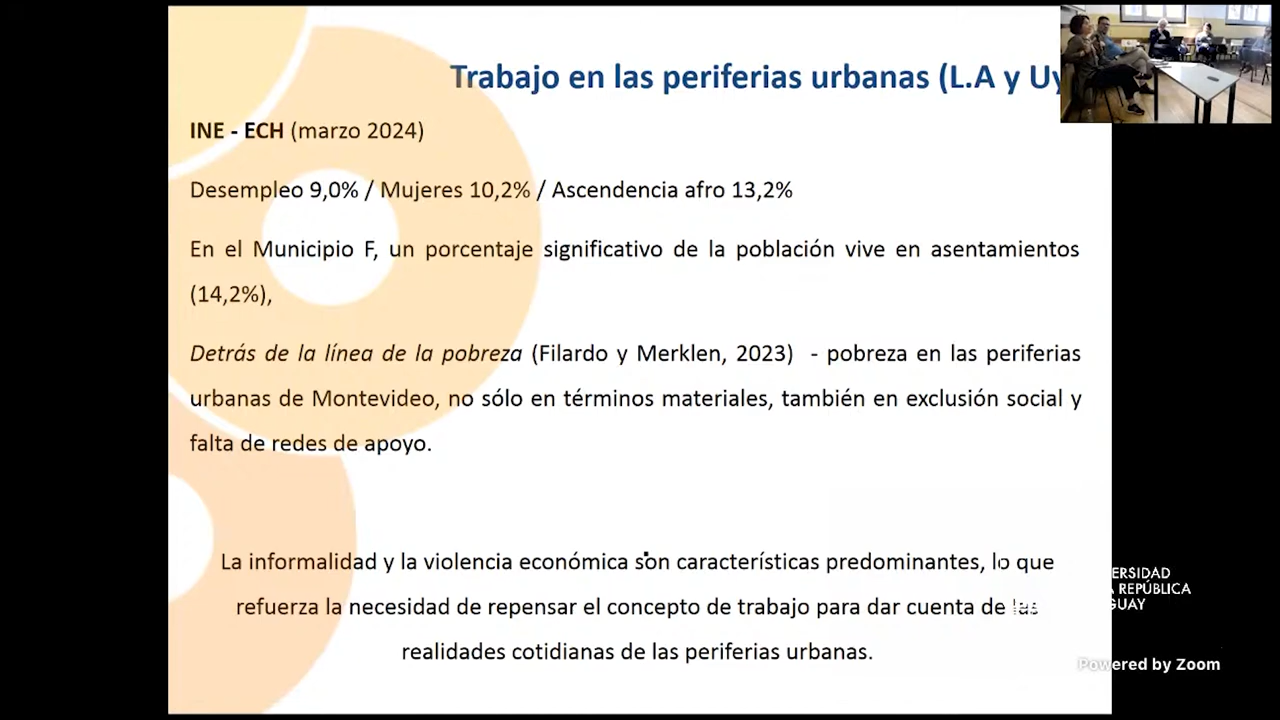 Trabajo en las periferias urbanas (L.A y Uy
INE - ECH (marzo 2024)
Desempleo 9,0% / Mujeres 10,2% / Ascendencia afro 13,2%
En el Municipio F, un porcentaje significativo de la población vive en asentamientos
(14,2%),
Detrás de la línea de la pobreza (Filardo y Merklen, 2023) - pobreza en las periferias
urbanas de Montevideo, no sólo en términos materiales, también en exclusión social y
falta de redes de apoyo.
La informalidad y la violencia económica son características predominantes, lo que
refuerza la necesidad de repensar el concepto de trabajo para dar cuenta de las
realidades cotidianas de las periferias urbanas.
ERSIDAD
A REPÚBLICA
GUAY
Powered by Zoom